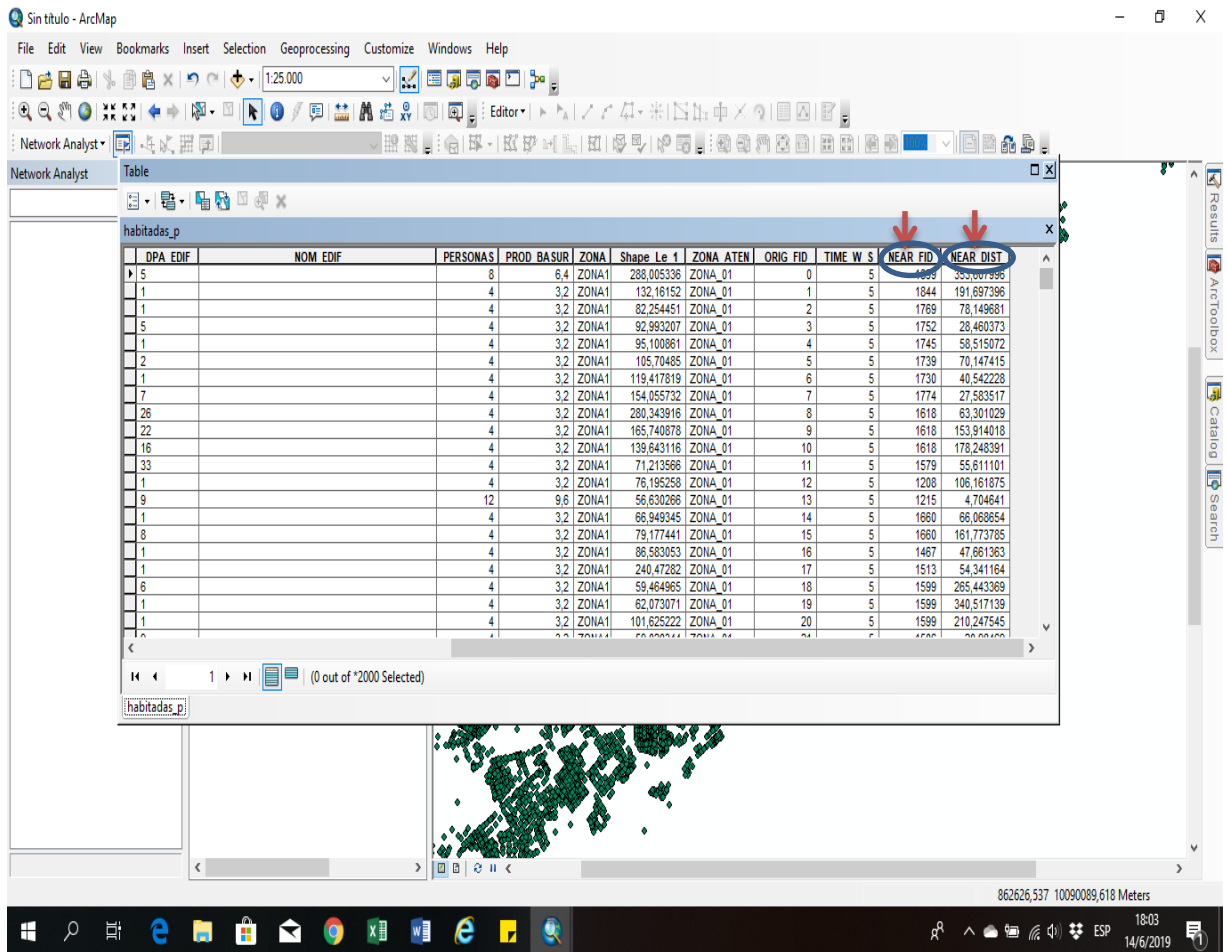 Sin título - ArcMap
File Edit View Bookmarks Insert Selection Geoprocessing Customize Windows Help
1:25.000
Editor
Network Analyst
100%
Network Analyst
Table
habitadas_p
DPA EDIF NOM EDIF PERSONAS PROD BASUR ZONA Shape Le 1 ZONA ATEN ORIG FID TIME W S NEAR FID NEAR DIST
5 8 6,4 ZONA1 288,005336 ZONA_01 0 5
1 4 3,2 ZONA1 132,16152 ZONA_01 1 5 1844 191,697396
1 4 3,2 ZONA1 82,254451 ZONA_01 2 5 1769 78,149681
5 4 3,2 ZONA1 92,993207 ZONA_01 3 5 1752 28,460373
1 4 3,2 ZONA1 95,100861 ZONA_01 4 5 1745 58,515072
2 4 3,2 ZONA1 105,70485 ZONA_01 5 5 1739 70,147415
1 4 3,2 ZONA1 119,417819 ZONA_01 6 5 1730 40,542228
7 4 3,2 ZONA1 154,055732 ZONA_01 7 5 1774 27,583517
26 4 3,2 ZONA1 280,343916 ZONA_01 8 5 1618 63,301029
22 4 3,2 ZONA1 165,740878 ZONA_01 9 5 1618 153,914018
16 4 3,2 ZONA1 139,643116 ZONA_01 10 5 1618 178,248391
33 4 3,2 ZONA1 71,213566 ZONA_01 11 5 1579 55,611101
1 4 3,2 ZONA1 76,195258 ZONA_01 12 5 1208 106,161875
9 12 9,6 ZONA1 56,630266 ZONA_01 13 5 1215 4,704641
1 4 3,2 ZONA1 66,949345 ZONA_01 14 5 1660 66,068654
8 4 3,2 ZONA1 79,177441 ZONA_01 15 5 1660 161,773785
1 4 3,2 ZONA1 86,583053 ZONA_01 16 5 1467 47,661363
1 4 3,2 ZONA1 240,47282 ZONA_01 17 5 1513 54,341164
6 4 3,2 ZONA1 59,464965 ZONA_01 18 5 1599 265,443369
1 4 3,2 ZONA1 62,073071 ZONA_01 19 5 1599 340,517139
1 4 3,2 ZONA1 101,625222 ZONA_01 20 5 1599 210,247545
1 (0 out of *2000 Selected)
habitadas_p
Results
ArcToolbox
Catalog
Search
862626,537 10090089,618 Meters
ESP
18:03
14/6/2019
1